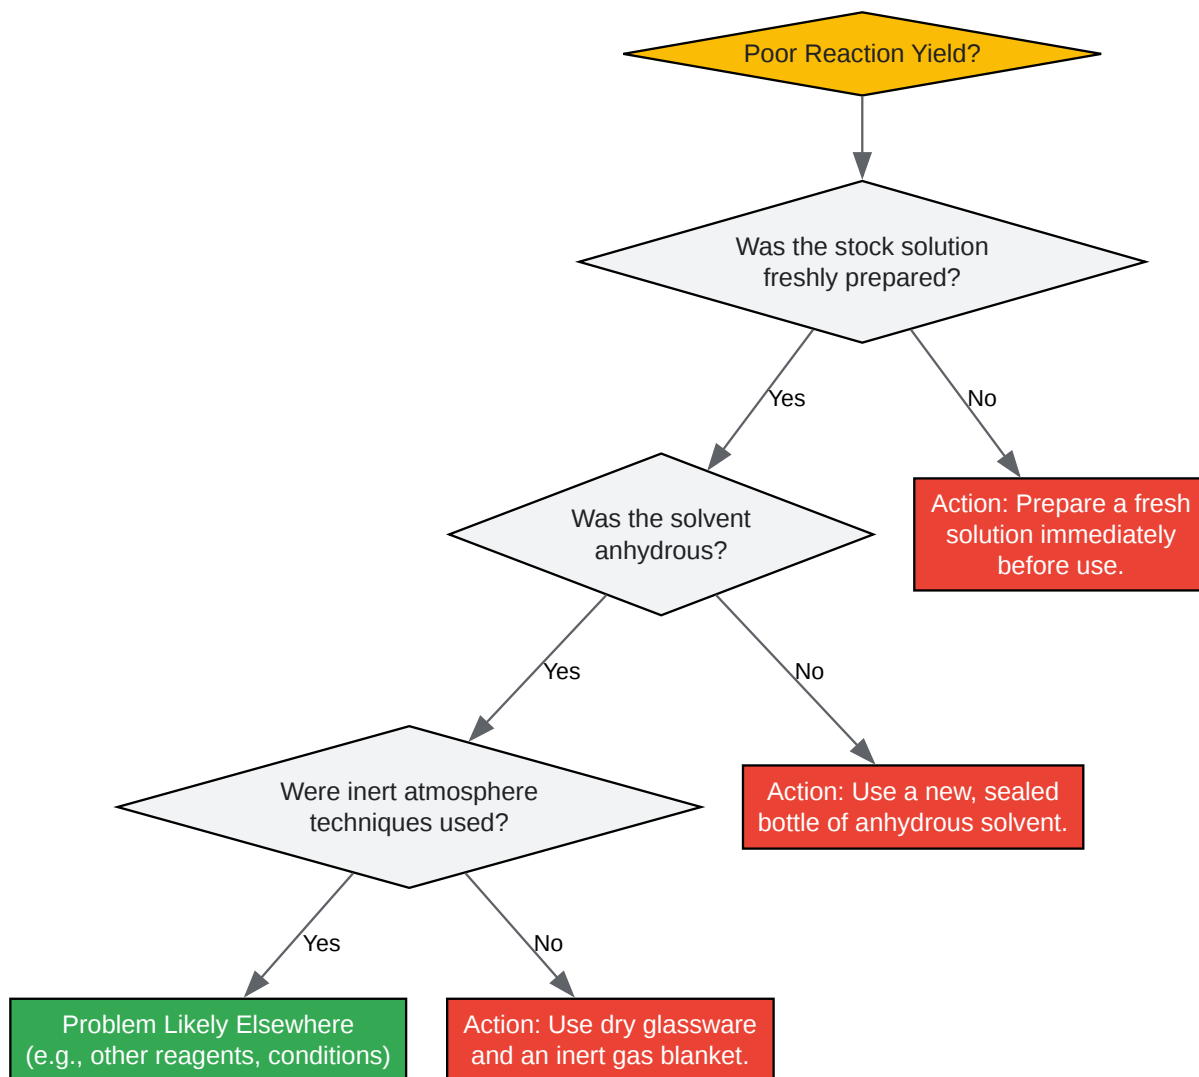 Poor Reaction Yield?
Was the stock solution
freshly prepared?
Yes
No
Was the solvent
anhydrous?
Action: Prepare a fresh
solution immediately
before use.
Yes
No
Were inert atmosphere
techniques used?
Action: Use a new, sealed
bottle of anhydrous solvent.
Yes
No
Problem Likely Elsewhere
(e.g., other reagents, conditions)
Action: Use dry glassware
and an inert gas blanket.